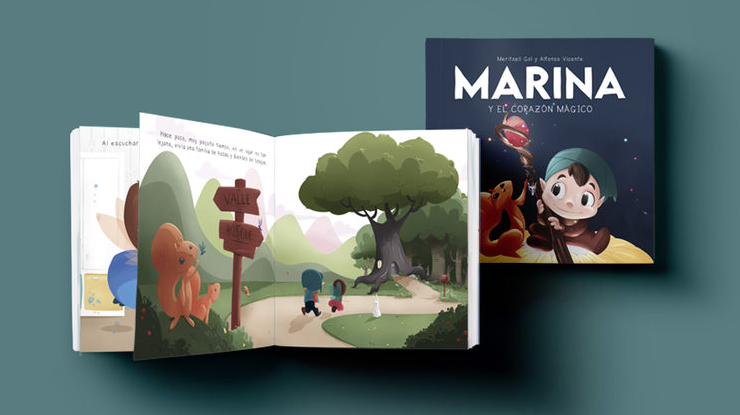 Al escuchar
Hace poco, muy poquito tiempo, en un lugar no tan
lejano, vivía una familia de hadas y duendes
VALLE
BOSQUE
Meritxell Gol y Alfonso Vicente
MARINA
Y EL CORAZÓN MÁGICO